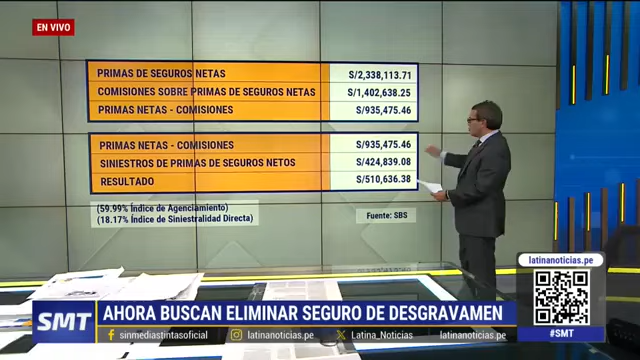 EN VIVO
PRIMAS DE SEGUROS NETAS S/2,338,113.71
COMISIONES SOBRE PRIMAS DE SEGUROS NETAS S/1,402,638.25
PRIMAS NETAS - COMISIONES S/935,475.46
PRIMAS NETAS - COMISIONES S/935,475.46
SINIESTROS DE PRIMAS DE SEGUROS NETOS S/424,839.08
RESULTADO S/510,636.38
(59.99% Índice de Agenciamiento)
(18.17% Índice de Siniestralidad Directa)
Fuente: SBS
latinanoticias.pe
#SMT
SMT
AHORA BUSCAN ELIMINAR SEGURO DE DESGRAVAMEN
sinmediastintasoficial latinanoticias.pe Latina_Noticias latinanoticias.pe